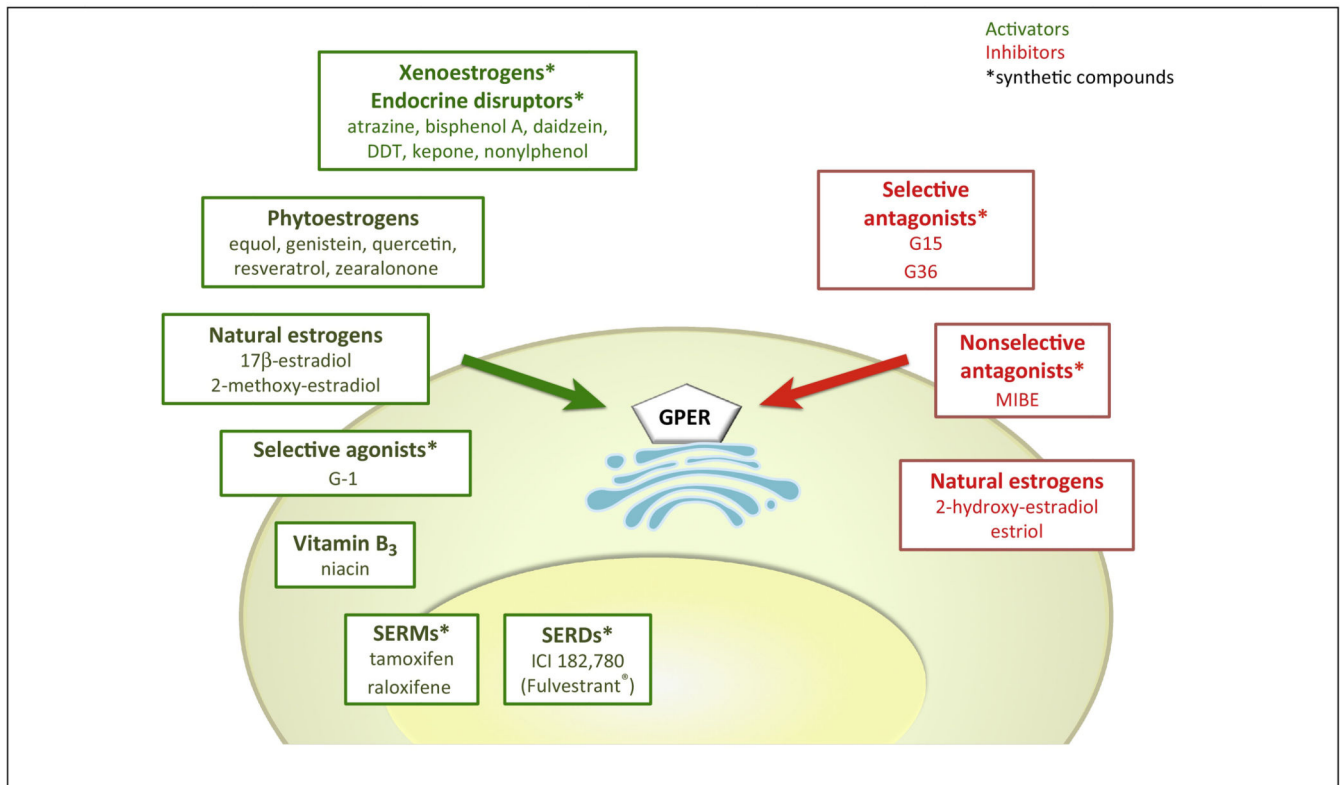 Activators
Inhibitors
*synthetic compounds
Xenoestrogens*
Endocrine disruptors*
atrazine, bisphenol A, daidzein,
DDT, kepone, nonylphenol
Phytoestrogens
equol, genistein, quercetin,
resveratrol, zearalonone
Natural estrogens
17β-estradiol
2-methoxy-estradiol
Selective agonists*
G-1
Vitamin B₃
niacin
SERMs*
tamoxifen
raloxifene
SERDs*
ICI 182,780
(Fulvestrant®)
GPER
Selective
antagonists*
G15
G36
Nonselective
antagonists*
MIBE
Natural estrogens
2-hydroxy-estradiol
estriol